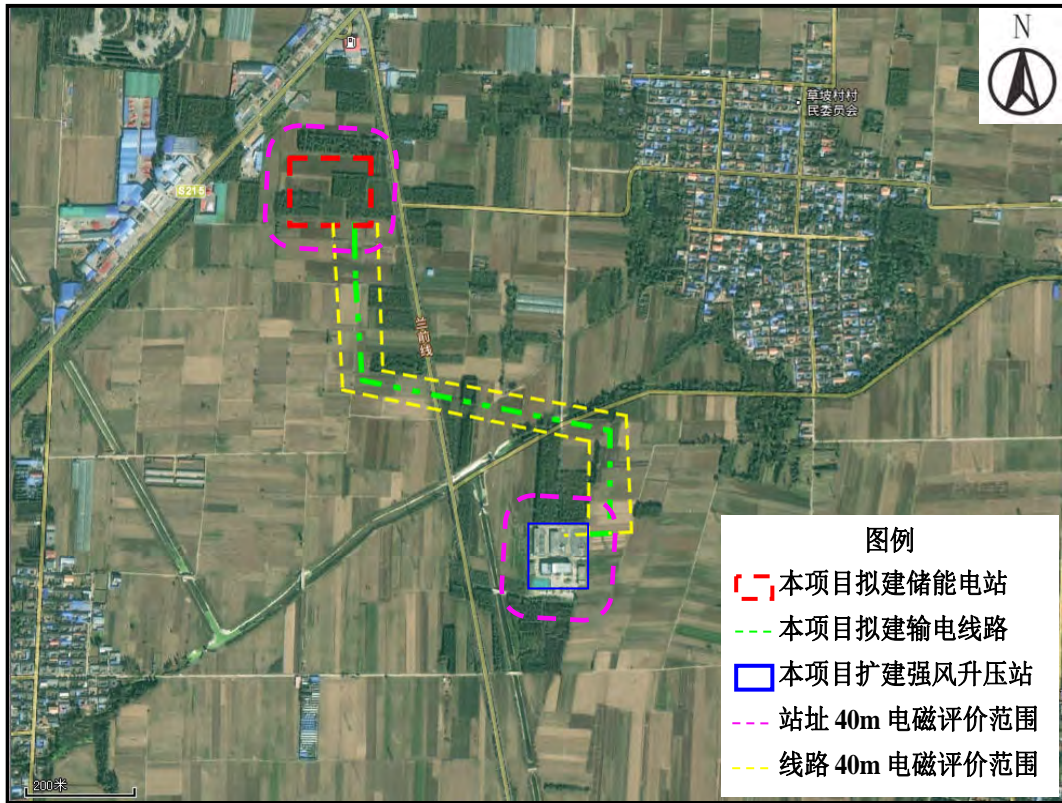 N
草坡村村
民委员会
S215
兰前线
图例
本项目拟建储能电站
本项目拟建输电线路
本项目扩建强风升压站
站址 40m 电磁评价范围
线路 40m 电磁评价范围
200米